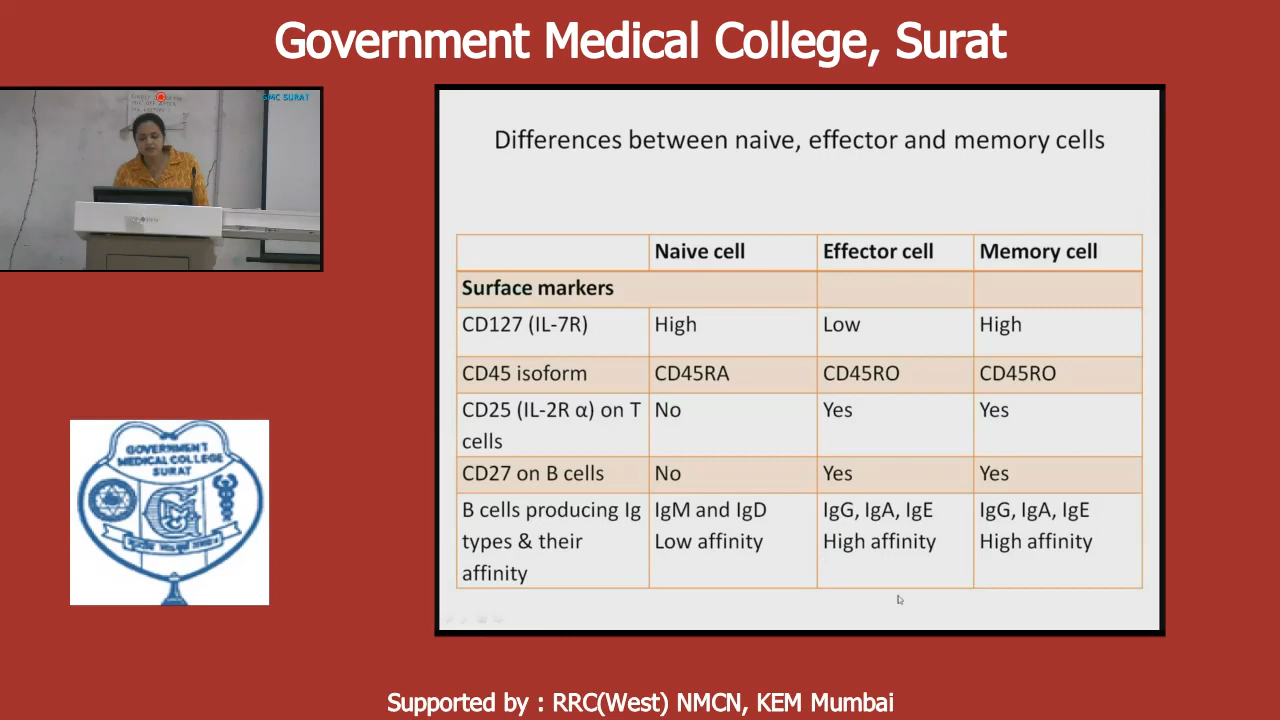 Government Medical College, Surat
GMC SURAT
Differences between naive, effector and memory cells
Naive cell Effector cell Memory cell
Surface markers
CD127 (IL-7R) High Low High
CD45 isoform CD45RA CD45RO CD45RO
CD25 (IL-2R α) on T cells No Yes Yes
CD27 on B cells No Yes Yes
B cells producing Ig types & their affinity IgM and IgD Low affinity IgG, IgA, IgE High affinity IgG, IgA, IgE High affinity
GOVERNMENT
MEDICAL COLLEGE
SURAT
Supported by : RRC(West) NMCN, KEM Mumbai